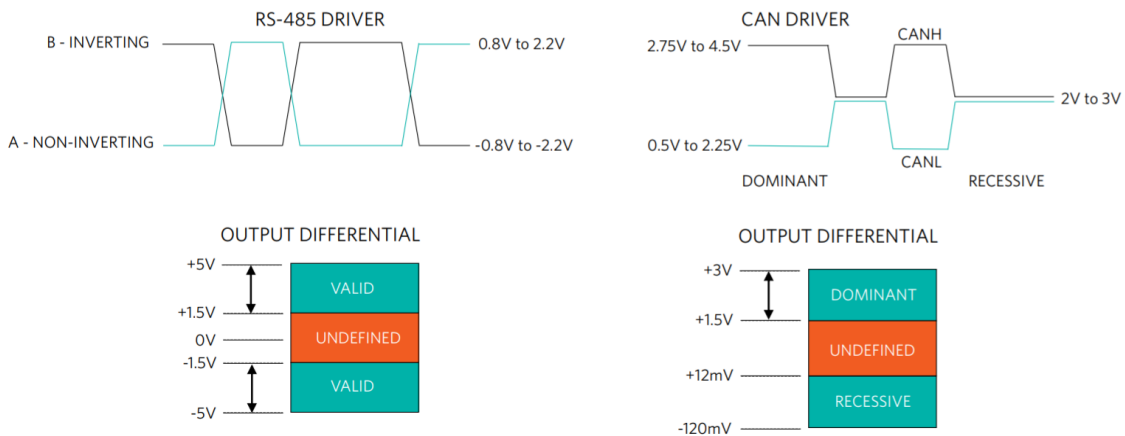 RS-485 DRIVER
B - INVERTING
0.8V to 2.2V
A - NON-INVERTING
-0.8V to -2.2V
CAN DRIVER
2.75V to 4.5V
CANH
2V to 3V
0.5V to 2.25V
CANL
DOMINANT
RECESSIVE
OUTPUT DIFFERENTIAL
+5V
VALID
+1.5V
0V
UNDEFINED
-1.5V
VALID
-5V
OUTPUT DIFFERENTIAL
+3V
DOMINANT
+1.5V
UNDEFINED
+12mV
RECESSIVE
-120mV